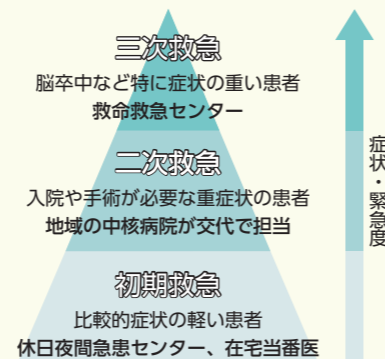 三次救急
脳卒中など特に症状の重い患者
救命救急センター
二次救急
入院や手術が必要な重症状の患者
地域の中核病院が交代で担当
初期救急
比較的症状の軽い患者
休日夜間急患センター、在宅当番医
症状・緊急度